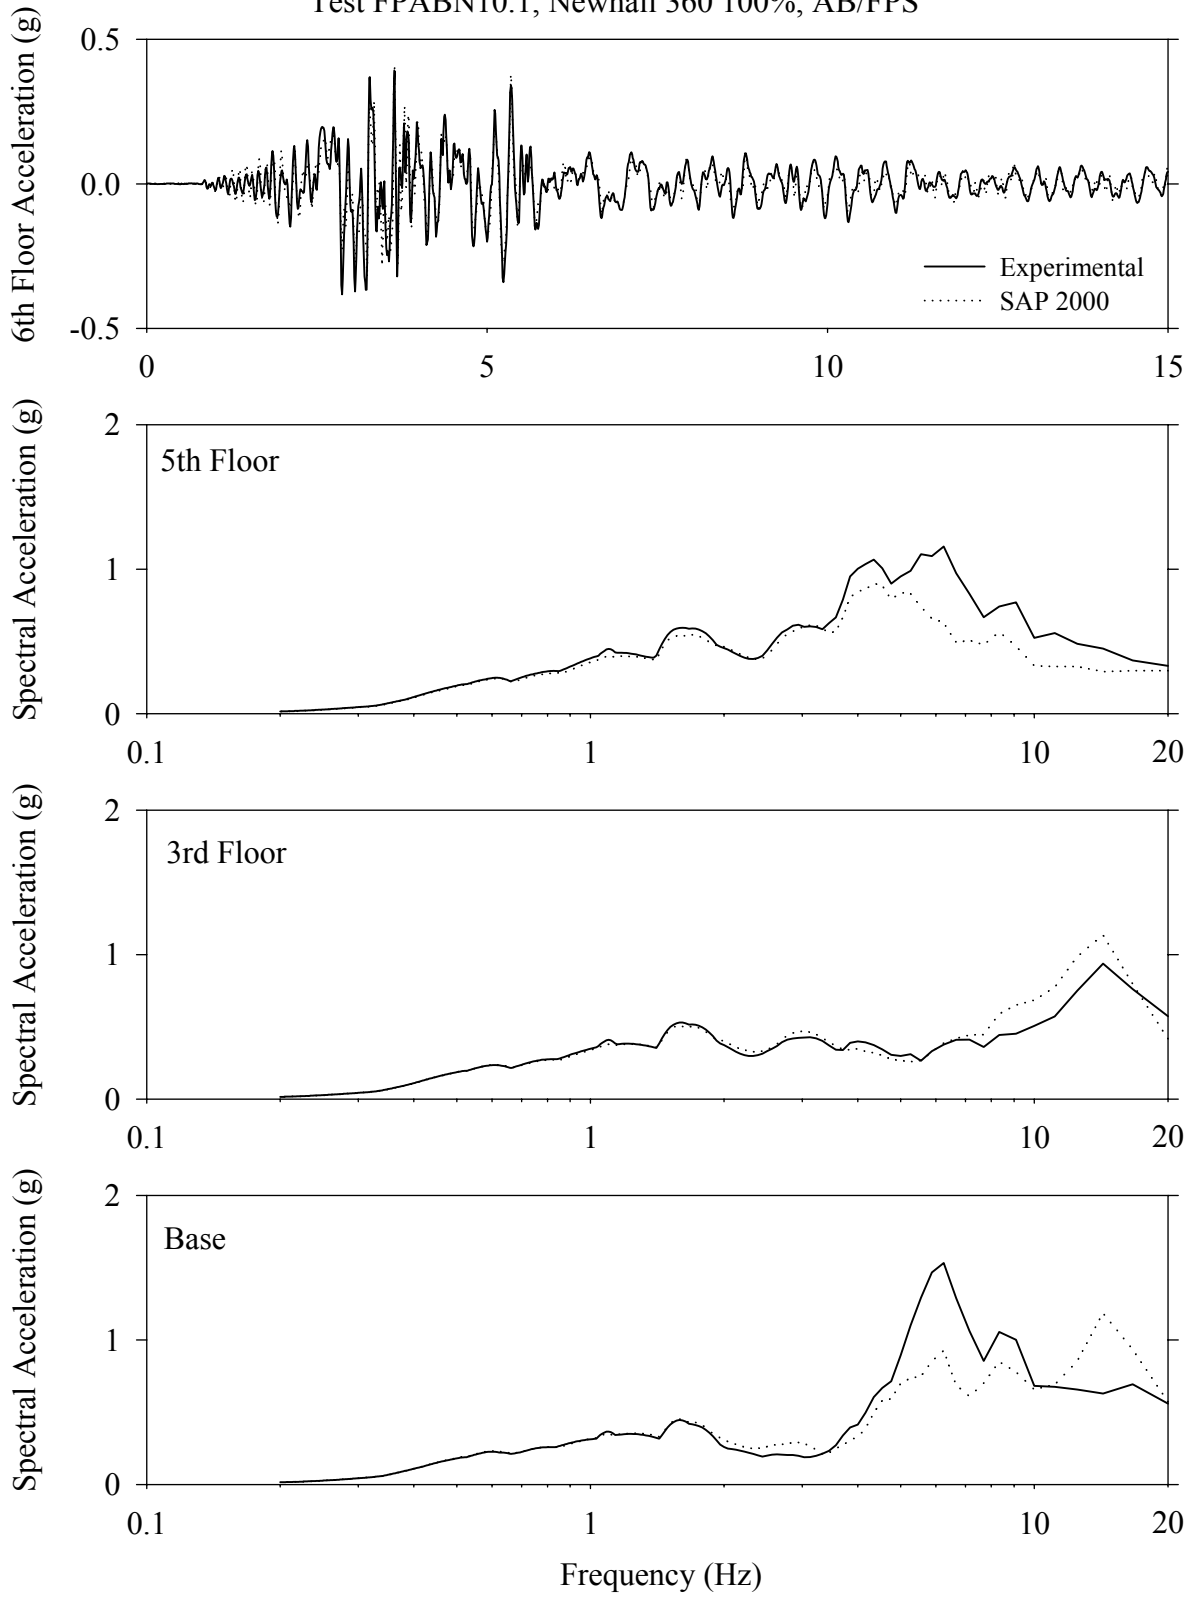 Test FPABN10.1, Newhall 360 100%, AB/FPS
6th Floor Acceleration (g)
0.5
0.0
-0.5
Experimental
SAP 2000
0 5 10 15
Spectral Acceleration (g)
2
1
0
5th Floor
0.1 1 10 20
Spectral Acceleration (g)
2
1
0
3rd Floor
0.1 1 10 20
Spectral Acceleration (g)
2
1
0
Base
0.1 1 10 20
Frequency (Hz)